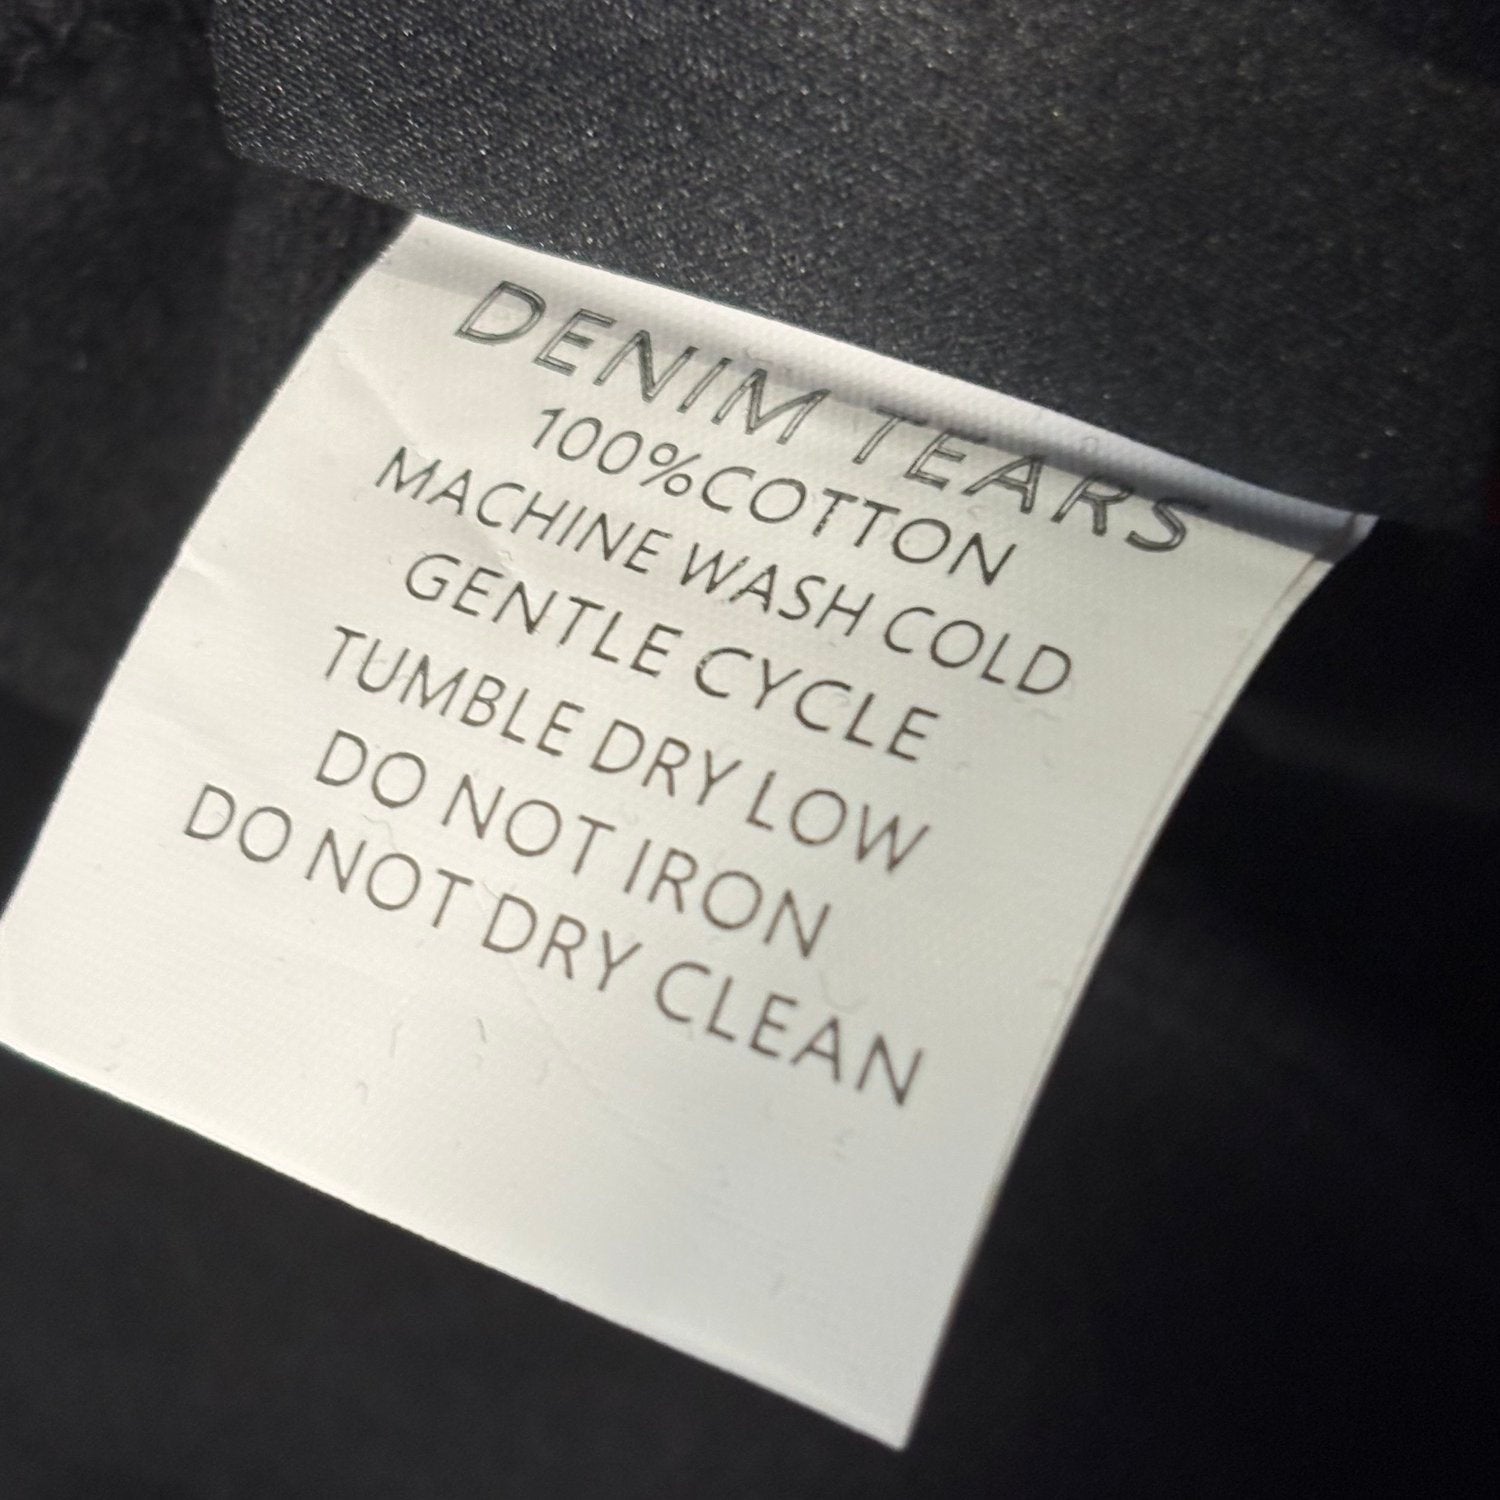 DENIM TEARS
100%COTTON
MACHINE WASH COLD
GENTLE CYCLE
TUMBLE DRY LOW
DO NOT IRON
DO NOT DRY CLEAN